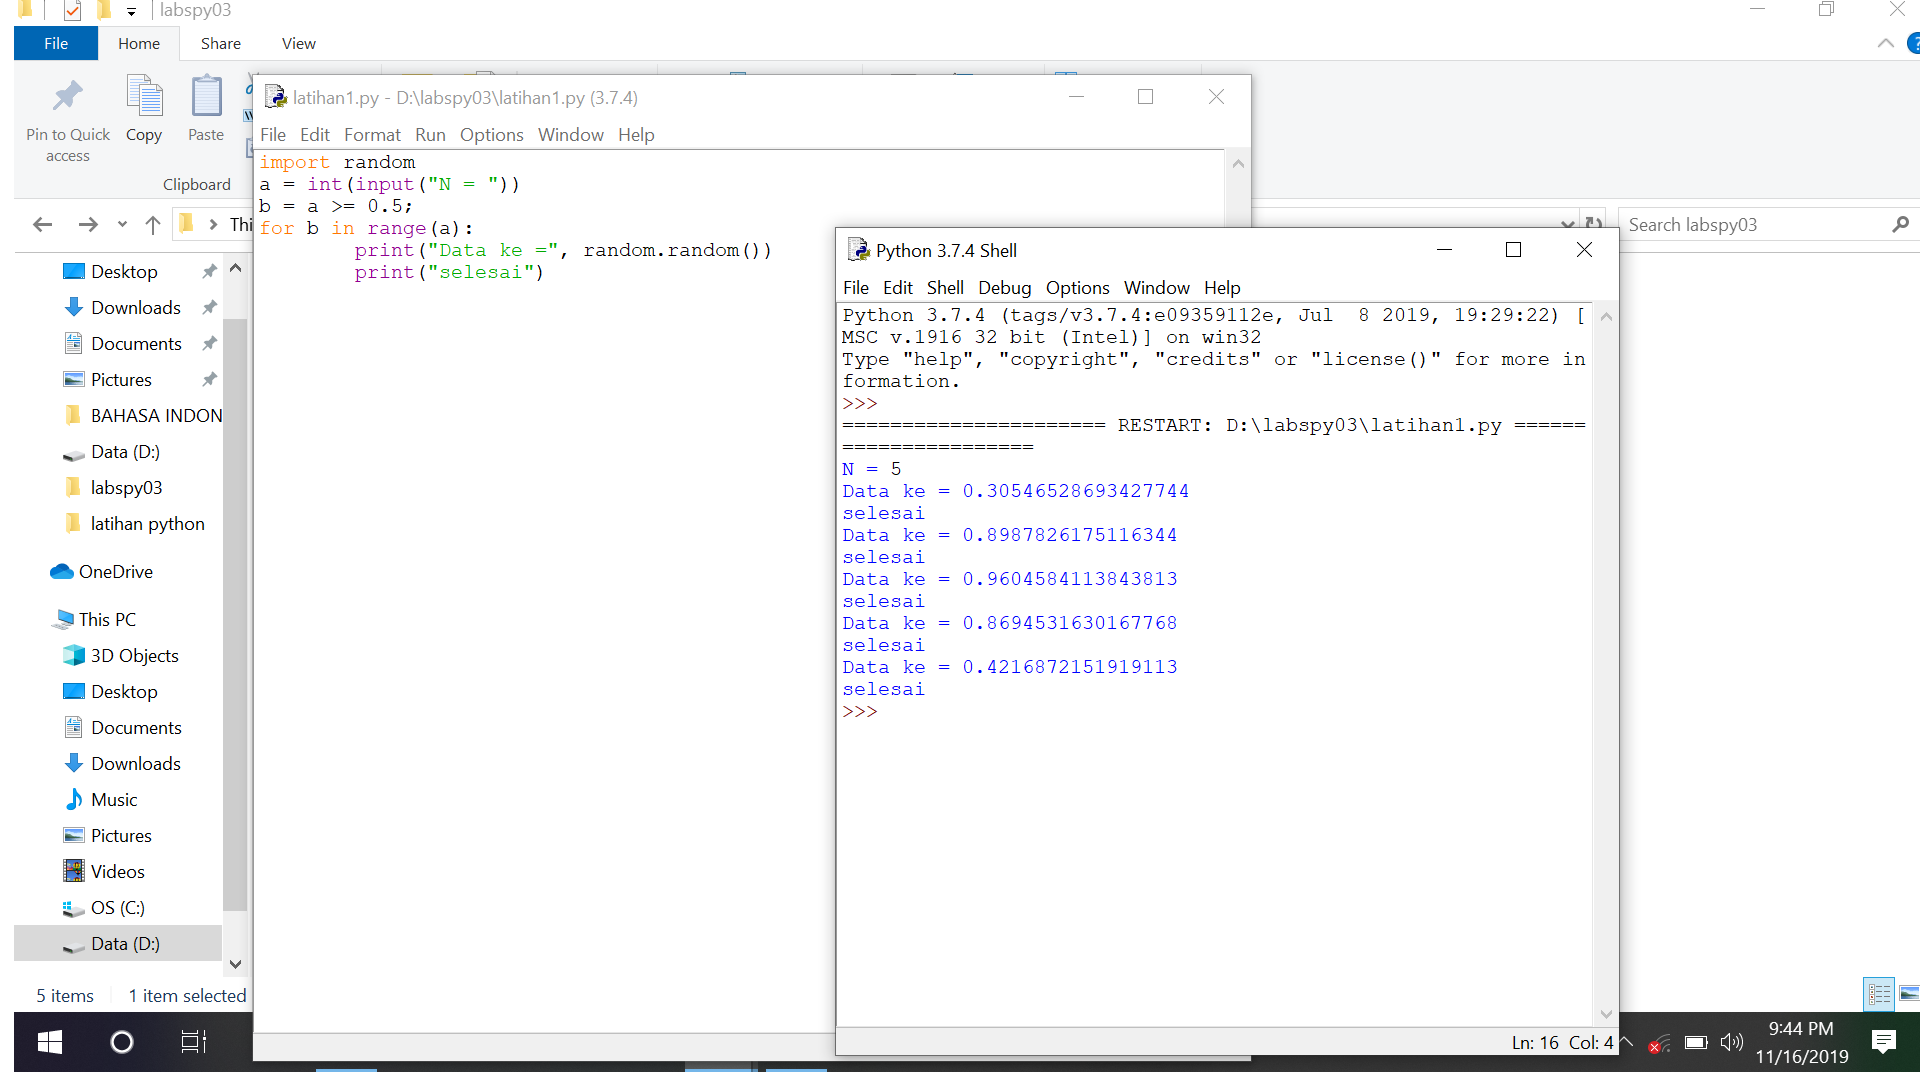 labspy03
File Home Share View
Pin to Quick access
Copy
Paste
Clipboard
Search labspy03
Desktop
Downloads
Documents
Pictures
BAHASA INDON
Data (D:)
labspy03
latihan python
OneDrive
This PC
3D Objects
Desktop
Documents
Downloads
Music
Pictures
Videos
OS (C:)
Data (D:)
5 items 1 item selected
latihan1.py - D:\labspy03\latihan1.py (3.7.4)
File Edit Format Run Options Window Help
import random
a = int(input("N = "))
b = a >= 0.5;
for b in range(a):
        print("Data ke =", random.random())
        print("selesai")
Python 3.7.4 Shell
File Edit Shell Debug Options Window Help
Python 3.7.4 (tags/v3.7.4:e09359112e, Jul  8 2019, 19:29:22) [
MSC v.1916 32 bit (Intel)] on win32
Type "help", "copyright", "credits" or "license()" for more in
formation.
>>>
====================== RESTART: D:\labspy03\latihan1.py ======
================
N = 5
Data ke = 0.30546528693427744
selesai
Data ke = 0.8987826175116344
selesai
Data ke = 0.9604584113843813
selesai
Data ke = 0.8694531630167768
selesai
Data ke = 0.4216872151919113
selesai
>>>
Ln: 16 Col: 4
9:44 PM
11/16/2019